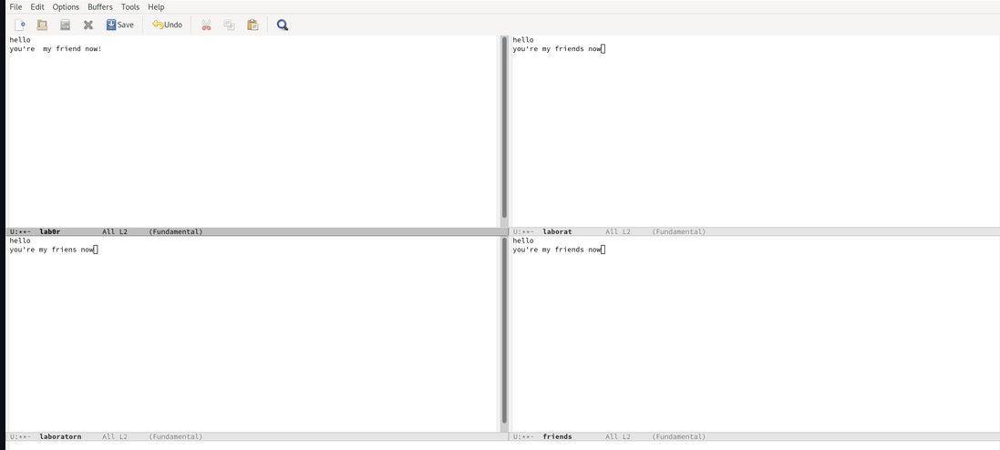 File Edit Options Buffers Tools Help
Save Undo
hello
you're  my friend now!
U:**-  lab0r  All L2  (Fundamental)
hello
you're my friends now
U:**-  laborat  All L2  (Fundamental)
hello
you're my friens now
U:**-  laboratorn  All L2  (Fundamental)
hello
you're my friends now
U:**-  friends  All L2  (Fundamental)